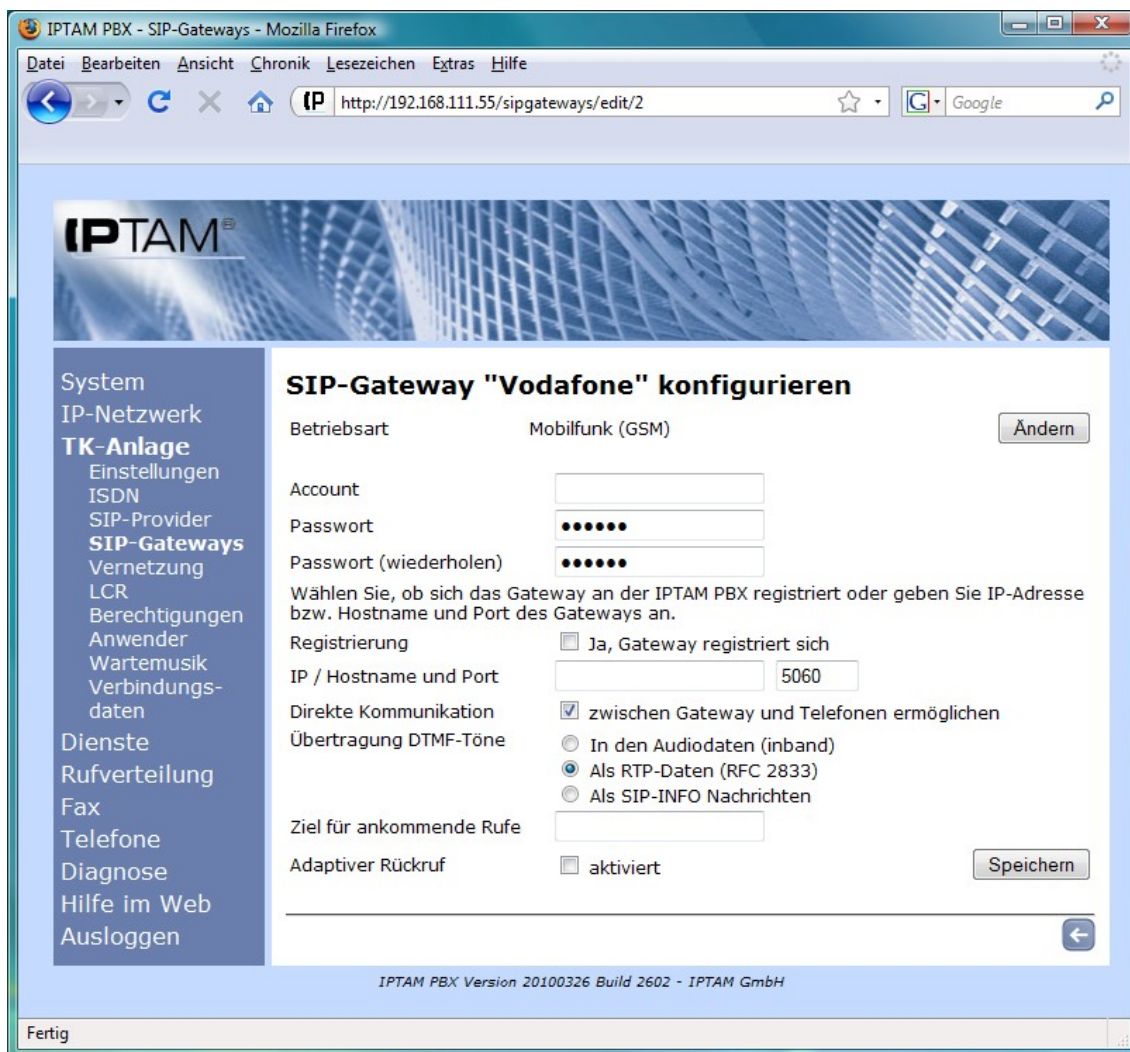 IPTAM PBX - SIP-Gateways - Mozilla Firefox
Datei Bearbeiten Ansicht Chronik Lesezeichen Extras Hilfe
http://192.168.111.55/sipgateways/edit/2
Google
IPTAM®
System
IP-Netzwerk
TK-Anlage
Einstellungen
ISDN
SIP-Provider
SIP-Gateways
Vernetzung
LCR
Berechtigungen
Anwender
Wartemusik
Verbindungs-
daten
Dienste
Rufverteilung
Fax
Telefone
Diagnose
Hilfe im Web
Ausloggen
SIP-Gateway "Vodafone" konfigurieren
Betriebsart Mobilfunk (GSM) Ändern
Account
Passwort ••••••
Passwort (wiederholen) ••••••
Wählen Sie, ob sich das Gateway an der IPTAM PBX registriert oder geben Sie IP-Adresse
bzw. Hostname und Port des Gateways an.
Registrierung Ja, Gateway registriert sich
IP / Hostname und Port 5060
Direkte Kommunikation zwischen Gateway und Telefonen ermöglichen
Übertragung DTMF-Töne In den Audiodaten (inband)
Als RTP-Daten (RFC 2833)
Als SIP-INFO Nachrichten
Ziel für ankommende Rufe
Adaptiver Rückruf aktiviert Speichern
IPTAM PBX Version 20100326 Build 2602 - IPTAM GmbH
Fertig